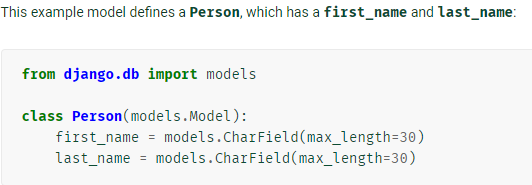 This example model defines a Person, which has a first_name and last_name:
from django.db import models
class Person(models.Model):
    first_name = models.CharField(max_length=30)
    last_name = models.CharField(max_length=30)